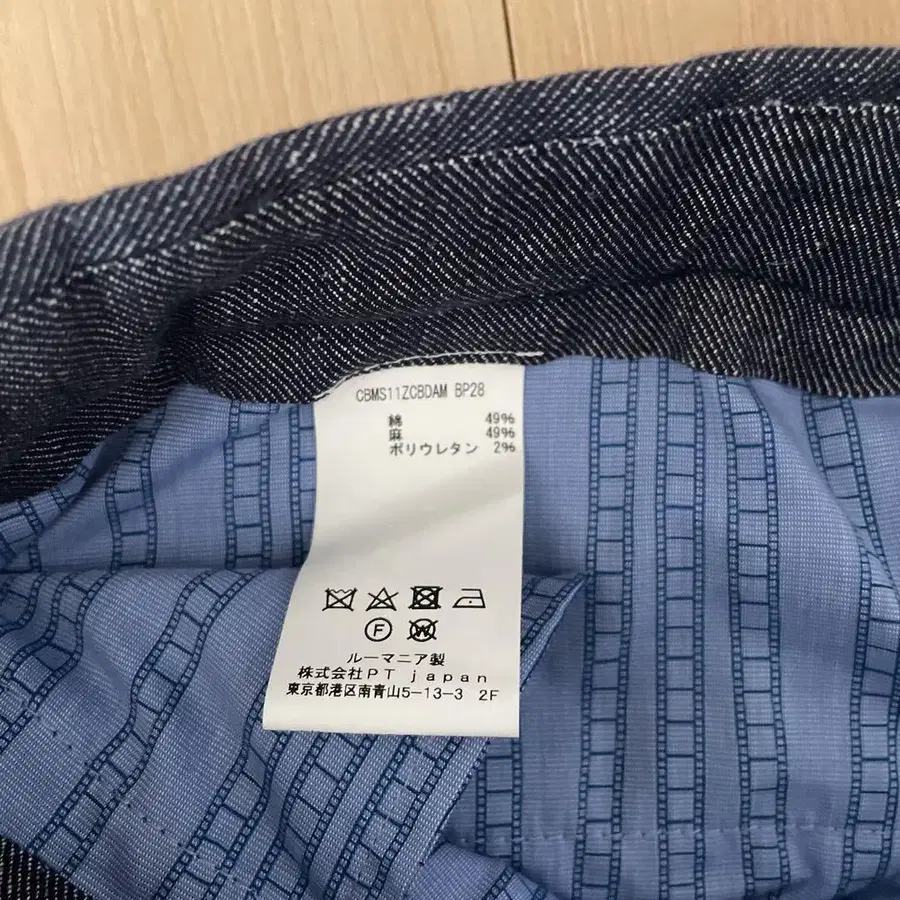 CBMS11ZCBDAM BP28
綿 49%
麻 49%
ポリウレタン 2%
F W
ルーマニア製
株式会社PT japan
東京都港区南青山5-13-3 2F